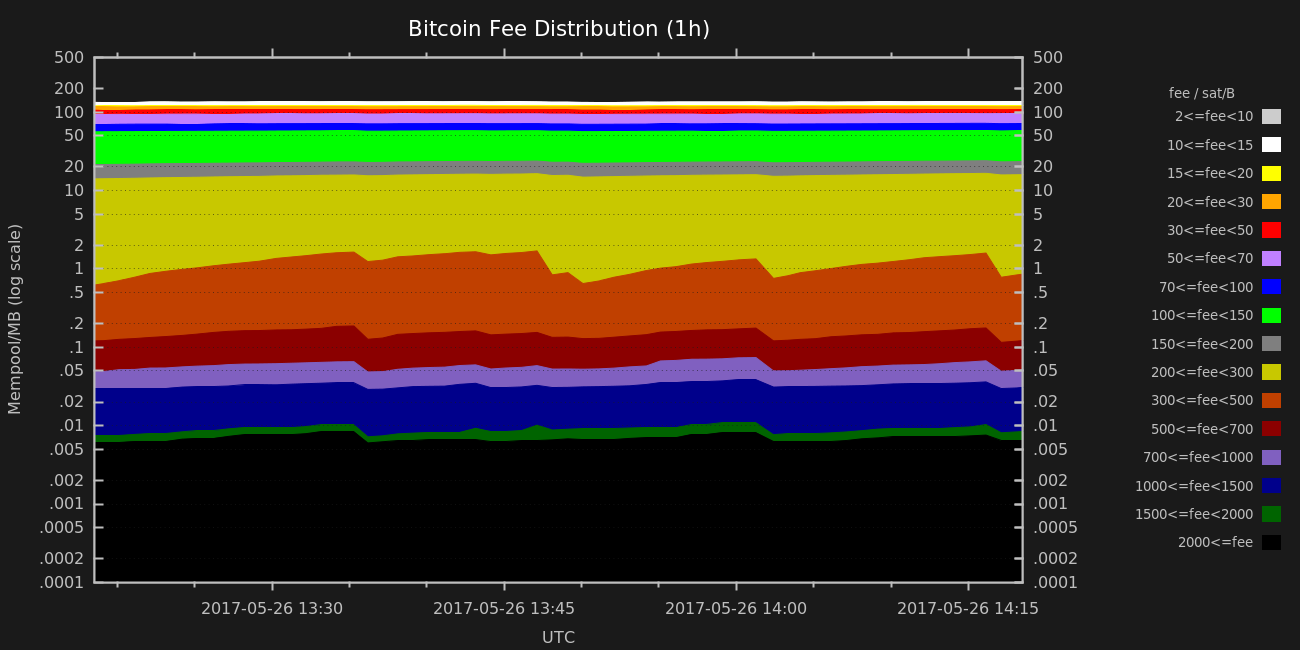 Bitcoin Fee Distribution (1h)
500
200
100
50
20
10
5
2
1
.5
.2
.1
.05
.02
.01
.005
.002
.001
.0005
.0002
.0001
Mempool/MB (log scale)
500
200
100
50
20
10
5
2
1
.5
.2
.1
.05
.02
.01
.005
.002
.001
.0005
.0002
.0001
2017-05-26 13:30 2017-05-26 13:45 2017-05-26 14:00 2017-05-26 14:15
UTC
fee / sat/B
2<=fee<10
10<=fee<15
15<=fee<20
20<=fee<30
30<=fee<50
50<=fee<70
70<=fee<100
100<=fee<150
150<=fee<200
200<=fee<300
300<=fee<500
500<=fee<700
700<=fee<1000
1000<=fee<1500
1500<=fee<2000
2000<=fee